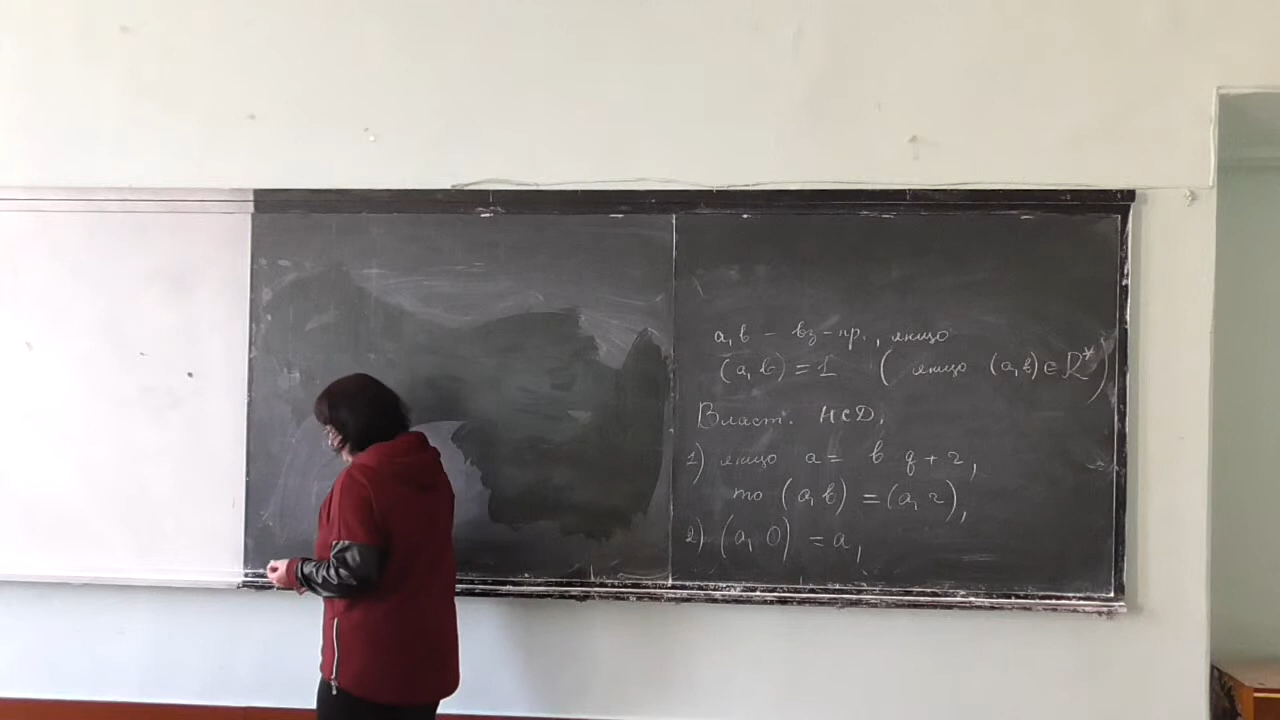 a, b - вз-пр., якщо
(a, b) = 1 ( якщо (a, b) ∈ R*)
Власт. НСД.
1) якщо a = b q + r,
то (a, b) = (a, r),
2) (a, 0) = a,